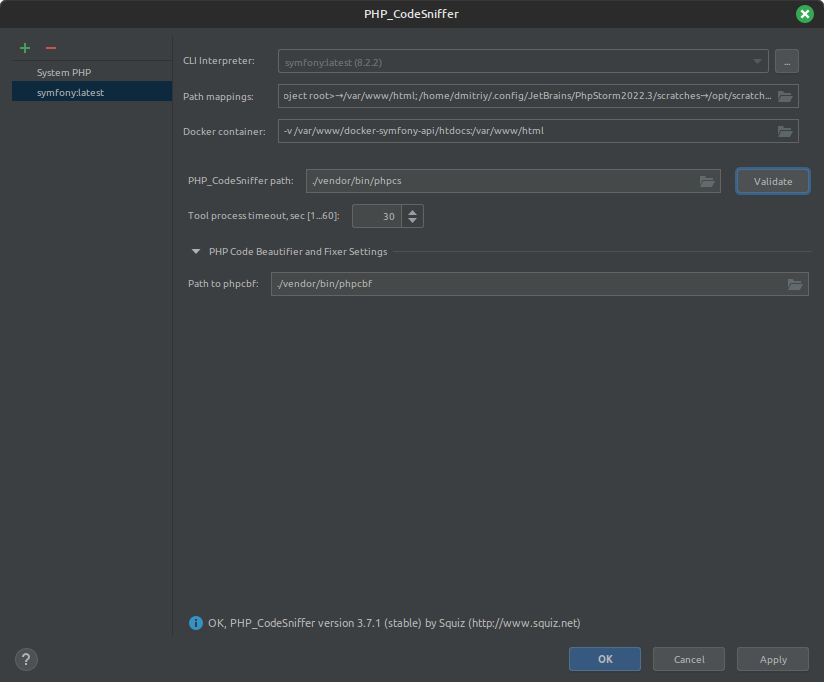 PHP_CodeSniffer
System PHP
symfony:latest
CLI Interpreter: symfony:latest (8.2.2) ...
Path mappings: oject root>→/var/www/html; /home/dmitriy/.config/JetBrains/PhpStorm2022.3/scratches→/opt/scratch...
Docker container: -v /var/www/docker-symfony-api/htdocs:/var/www/html
PHP_CodeSniffer path: ./vendor/bin/phpcs Validate
Tool process timeout, sec [1...60]: 30
PHP Code Beautifier and Fixer Settings
Path to phpcbf: ./vendor/bin/phpcbf
OK, PHP_CodeSniffer version 3.7.1 (stable) by Squiz (http://www.squiz.net)
? OK Cancel Apply